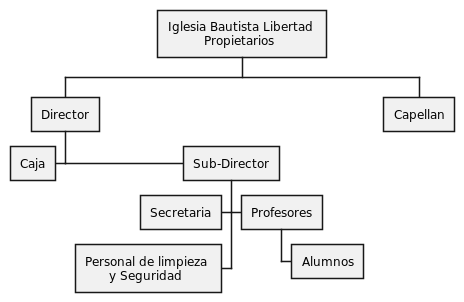 Iglesia Bautista Libertad
Propietarios
Director
Capellan
Caja
Sub-Director
Secretaria
Profesores
Personal de limpieza
y Seguridad
Alumnos